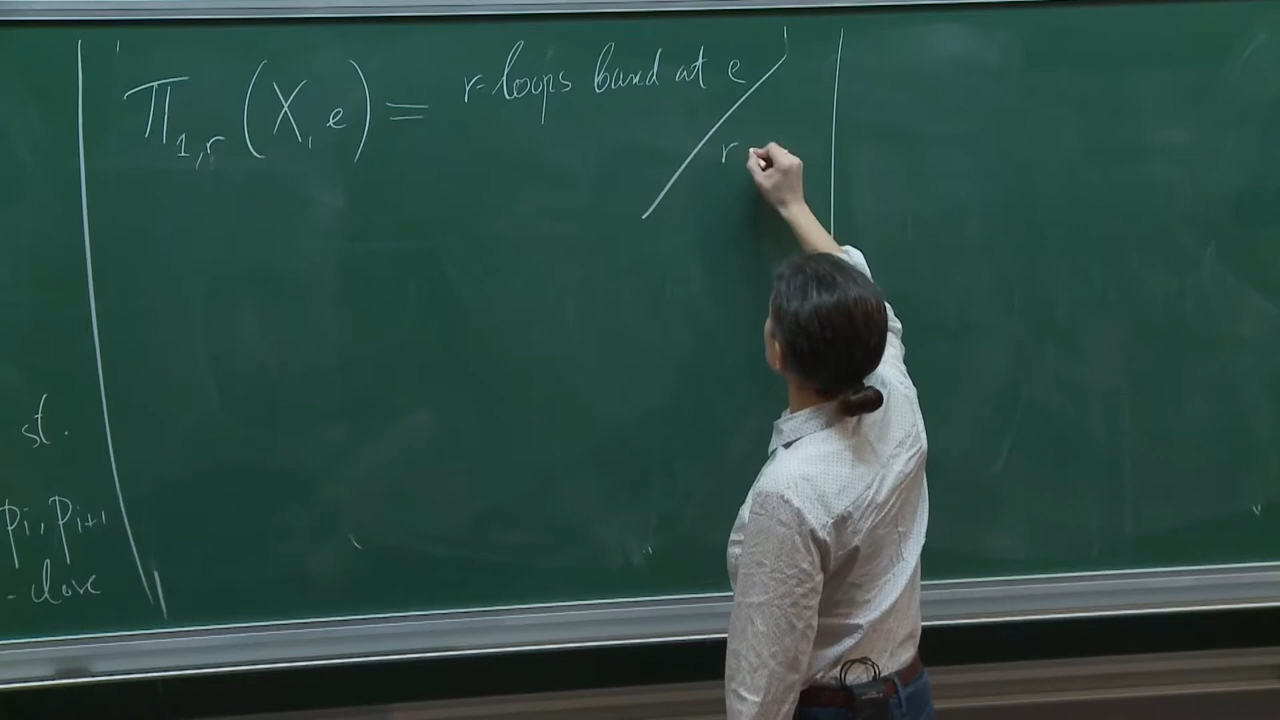 st.
pi, pi+1
- close
π1,r (X, e) = r-loops based at e /
r